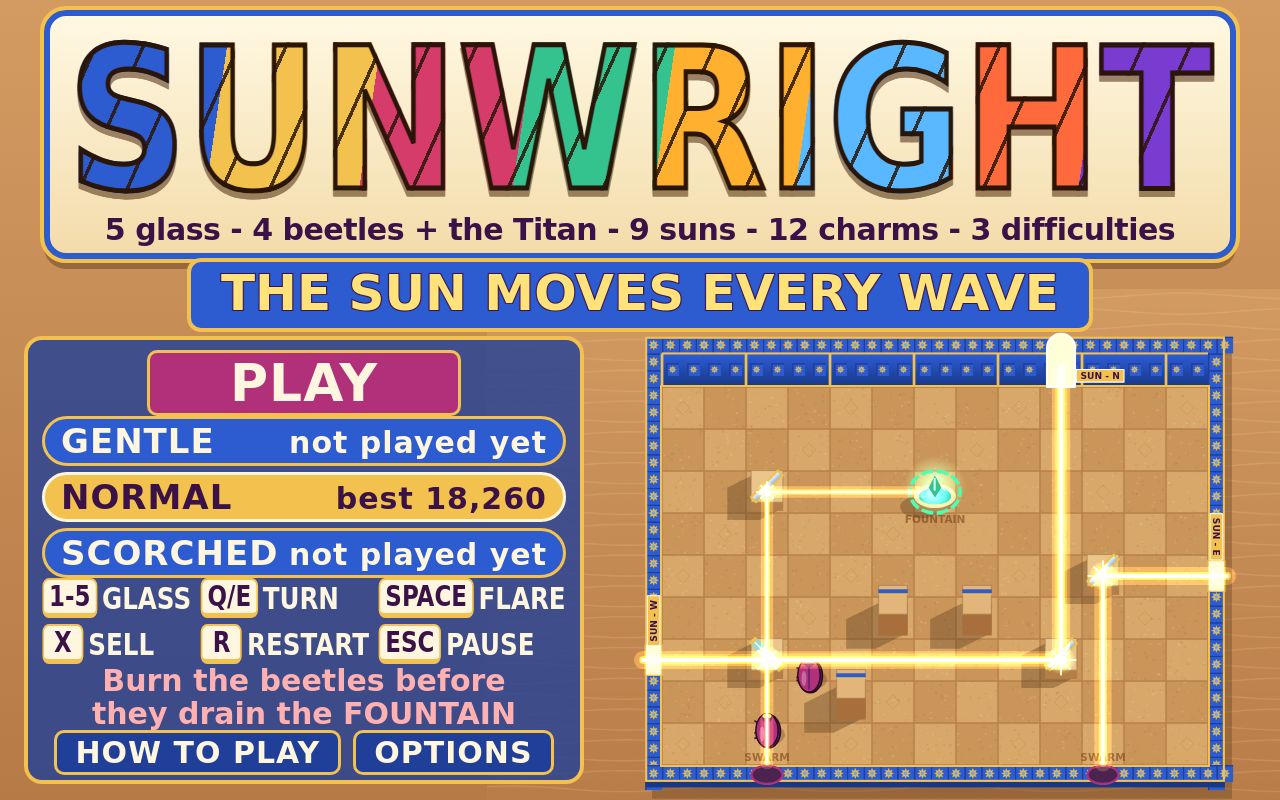 SUNWRIGHT
5 glass - 4 beetles + the Titan - 9 suns - 12 charms - 3 difficulties
THE SUN MOVES EVERY WAVE
PLAY
GENTLE not played yet
NORMAL best 18,260
SCORCHED not played yet
1-5 GLASS Q/E TURN SPACE FLARE
X SELL R RESTART ESC PAUSE
Burn the beetles before
they drain the FOUNTAIN
HOW TO PLAY OPTIONS
SUN - N
FOUNTAIN
SUN - E
SUN - W
SWARM SWARM